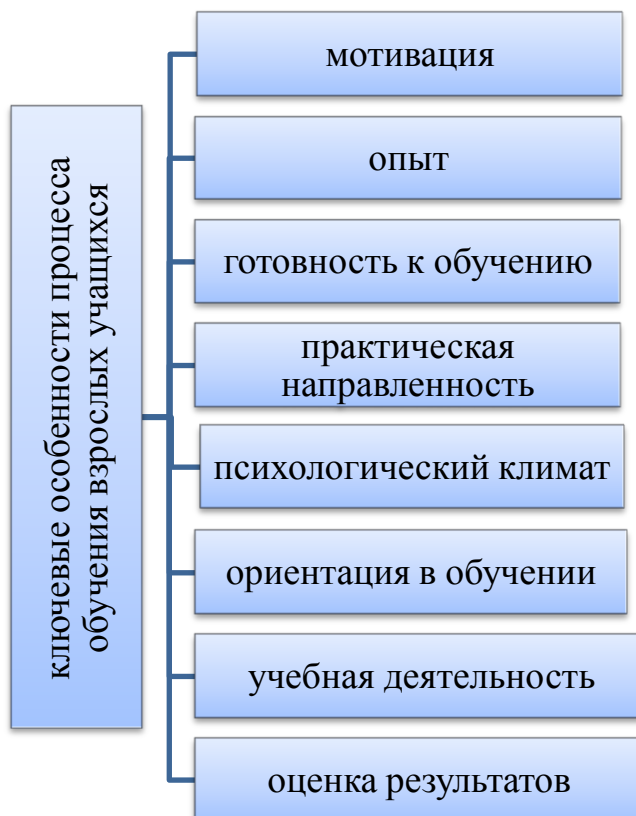 ключевые особенности процесса
обучения взрослых учащихся
мотивация
опыт
готовность к обучению
практическая
направленность
психологический климат
ориентация в обучении
учебная деятельность
оценка результатов